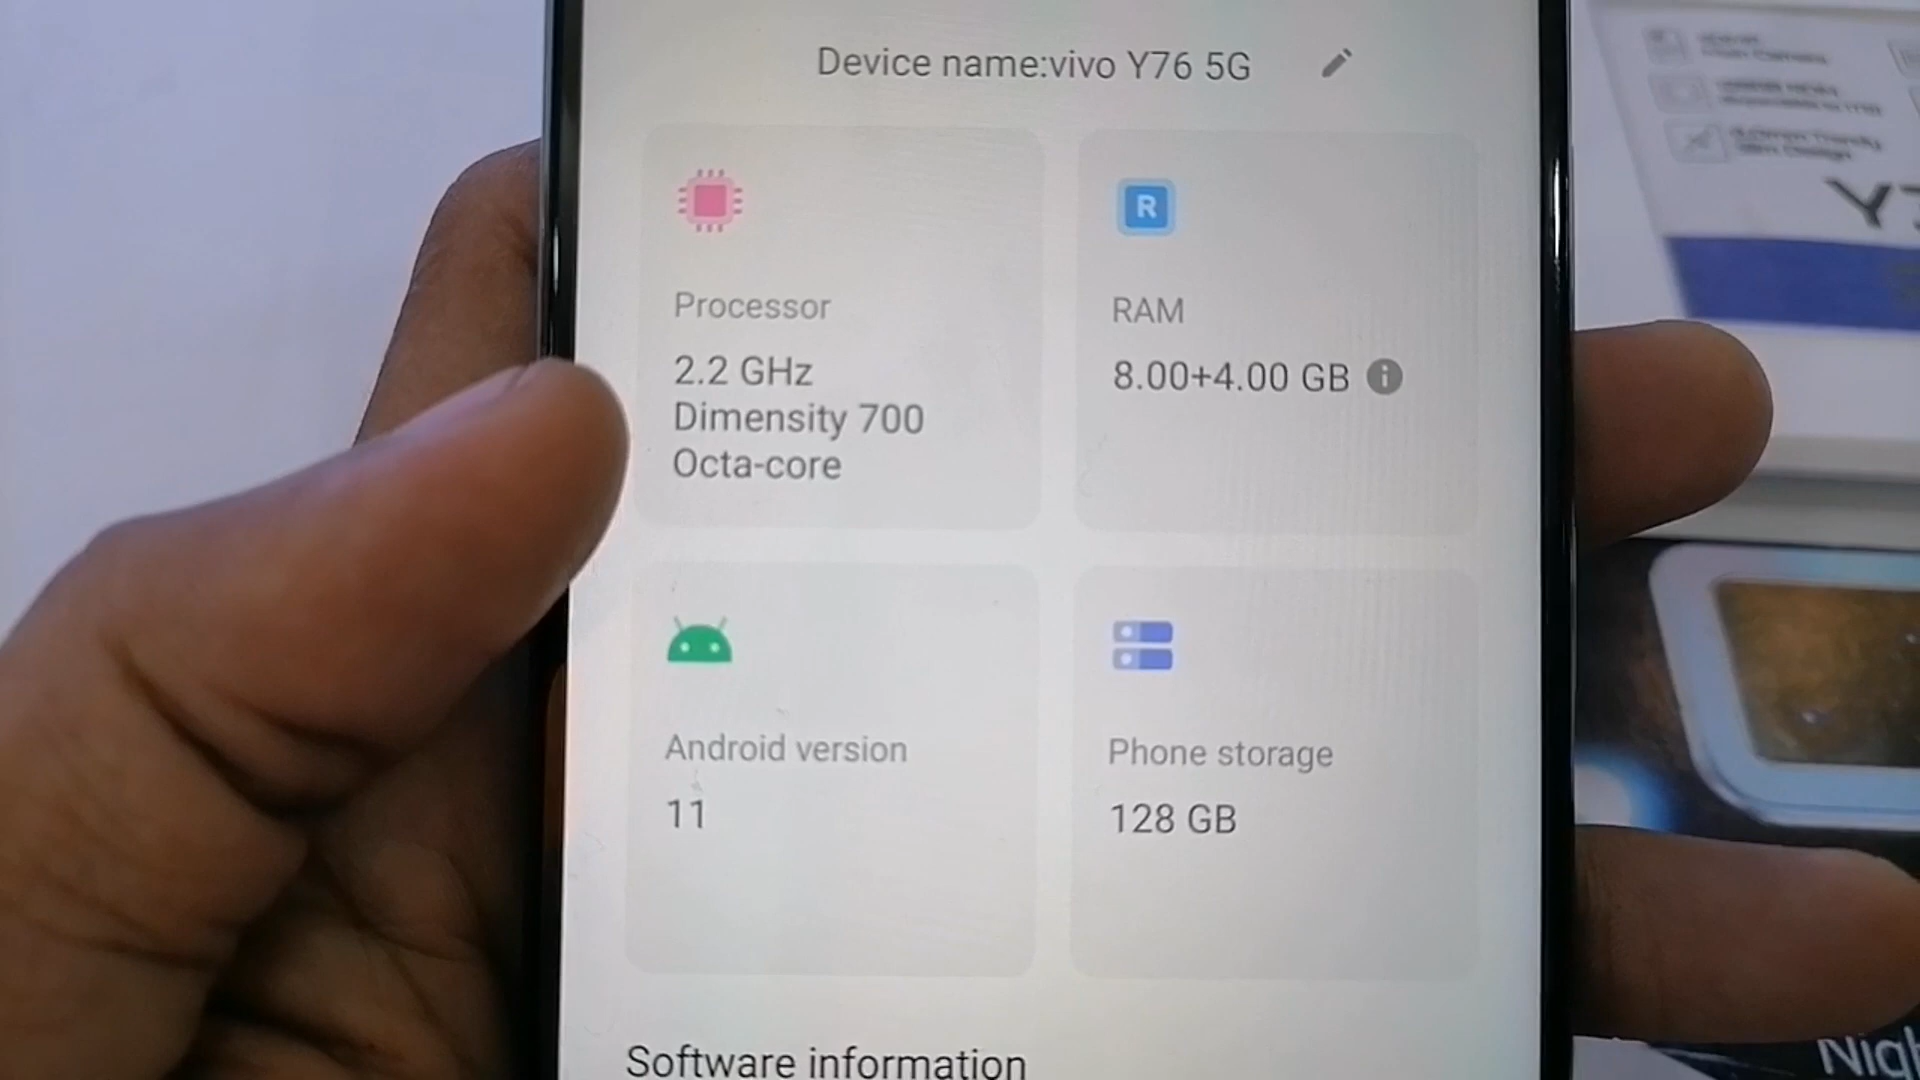 Device name:vivo Y76 5G
Processor
2.2 GHz
Dimensity 700
Octa-core
R
RAM
8.00+4.00 GB
Android version
11
Phone storage
128 GB
Software information